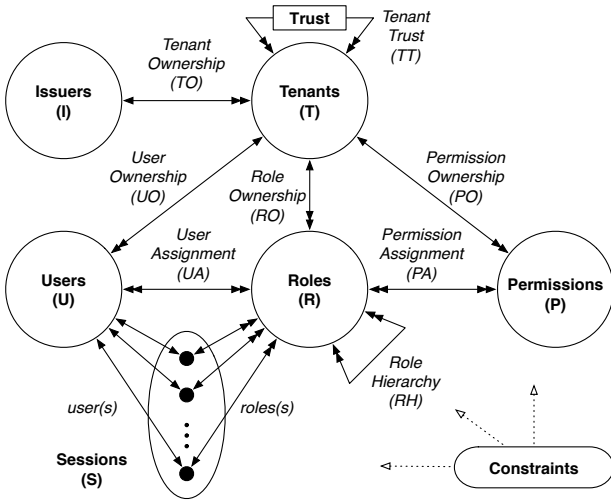 Trust
Tenant
Trust
(TT)
Tenant
Ownership
(TO)
Issuers
(I)
Tenants
(T)
User
Ownership
(UO)
Role
Ownership
(RO)
Permission
Ownership
(PO)
User
Assignment
(UA)
Permission
Assignment
(PA)
Users
(U)
Roles
(R)
Permissions
(P)
Role
Hierarchy
(RH)
user(s)
roles(s)
Sessions
(S)
Constraints